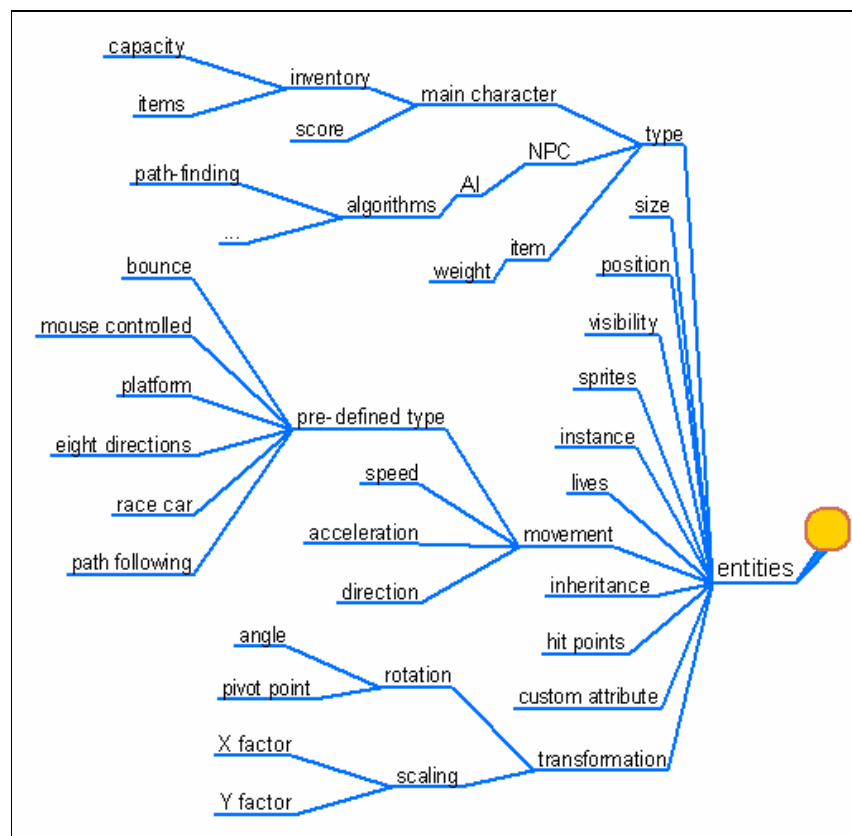 capacity
inventory
main character
items
score
type
NPC
path-finding
AI
algorithms
size
...
item
weight
position
bounce
mouse controlled
visibility
platform
sprites
pre-defined type
eight directions
instance
speed
lives
race car
acceleration
movement
path following
entities
direction
inheritance
angle
hit points
rotation
pivot point
custom attribute
X factor
scaling
transformation
Y factor